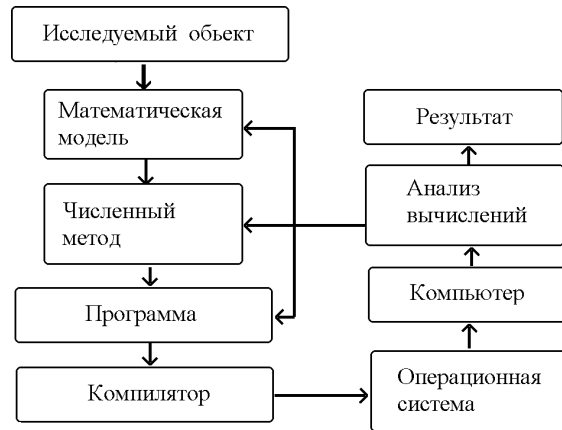 Исследуемый обьект
Математическая
модель
Численный
метод
Программа
Компилятор
Результат
Анализ
вычислений
Компьютер
Операционная
система